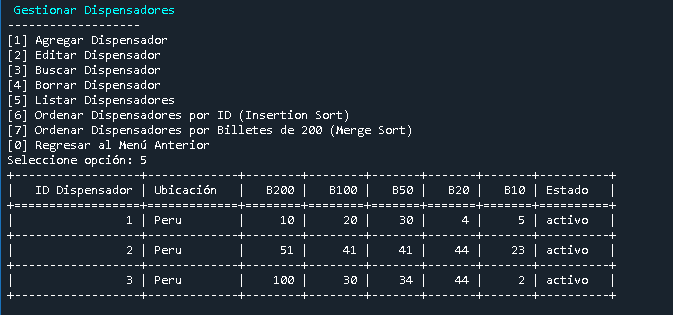 Gestionar Dispensadores
-------------------
[1] Agregar Dispensador
[2] Editar Dispensador
[3] Buscar Dispensador
[4] Borrar Dispensador
[5] Listar Dispensadores
[6] Ordenar Dispensadores por ID (Insertion Sort)
[7] Ordenar Dispensadores por Billetes de 200 (Merge Sort)
[0] Regresar al Menú Anterior
Seleccione opción: 5
+------------------+-------------+--------+--------+-------+-------+-------+----------+
|   ID Dispensador | Ubicación   |   B200 |   B100 |   B50 |   B20 |   B10 | Estado   |
+==================+=============+========+========+=======+=======+=======+==========+
|                1 | Peru        |     10 |     20 |    30 |     4 |     5 | activo   |
+------------------+-------------+--------+--------+-------+-------+-------+----------+
|                2 | Peru        |     51 |     41 |    41 |    44 |    23 | activo   |
+------------------+-------------+--------+--------+-------+-------+-------+----------+
|                3 | Peru        |    100 |     30 |    34 |    44 |     2 | activo   |
+------------------+-------------+--------+--------+-------+-------+-------+----------+